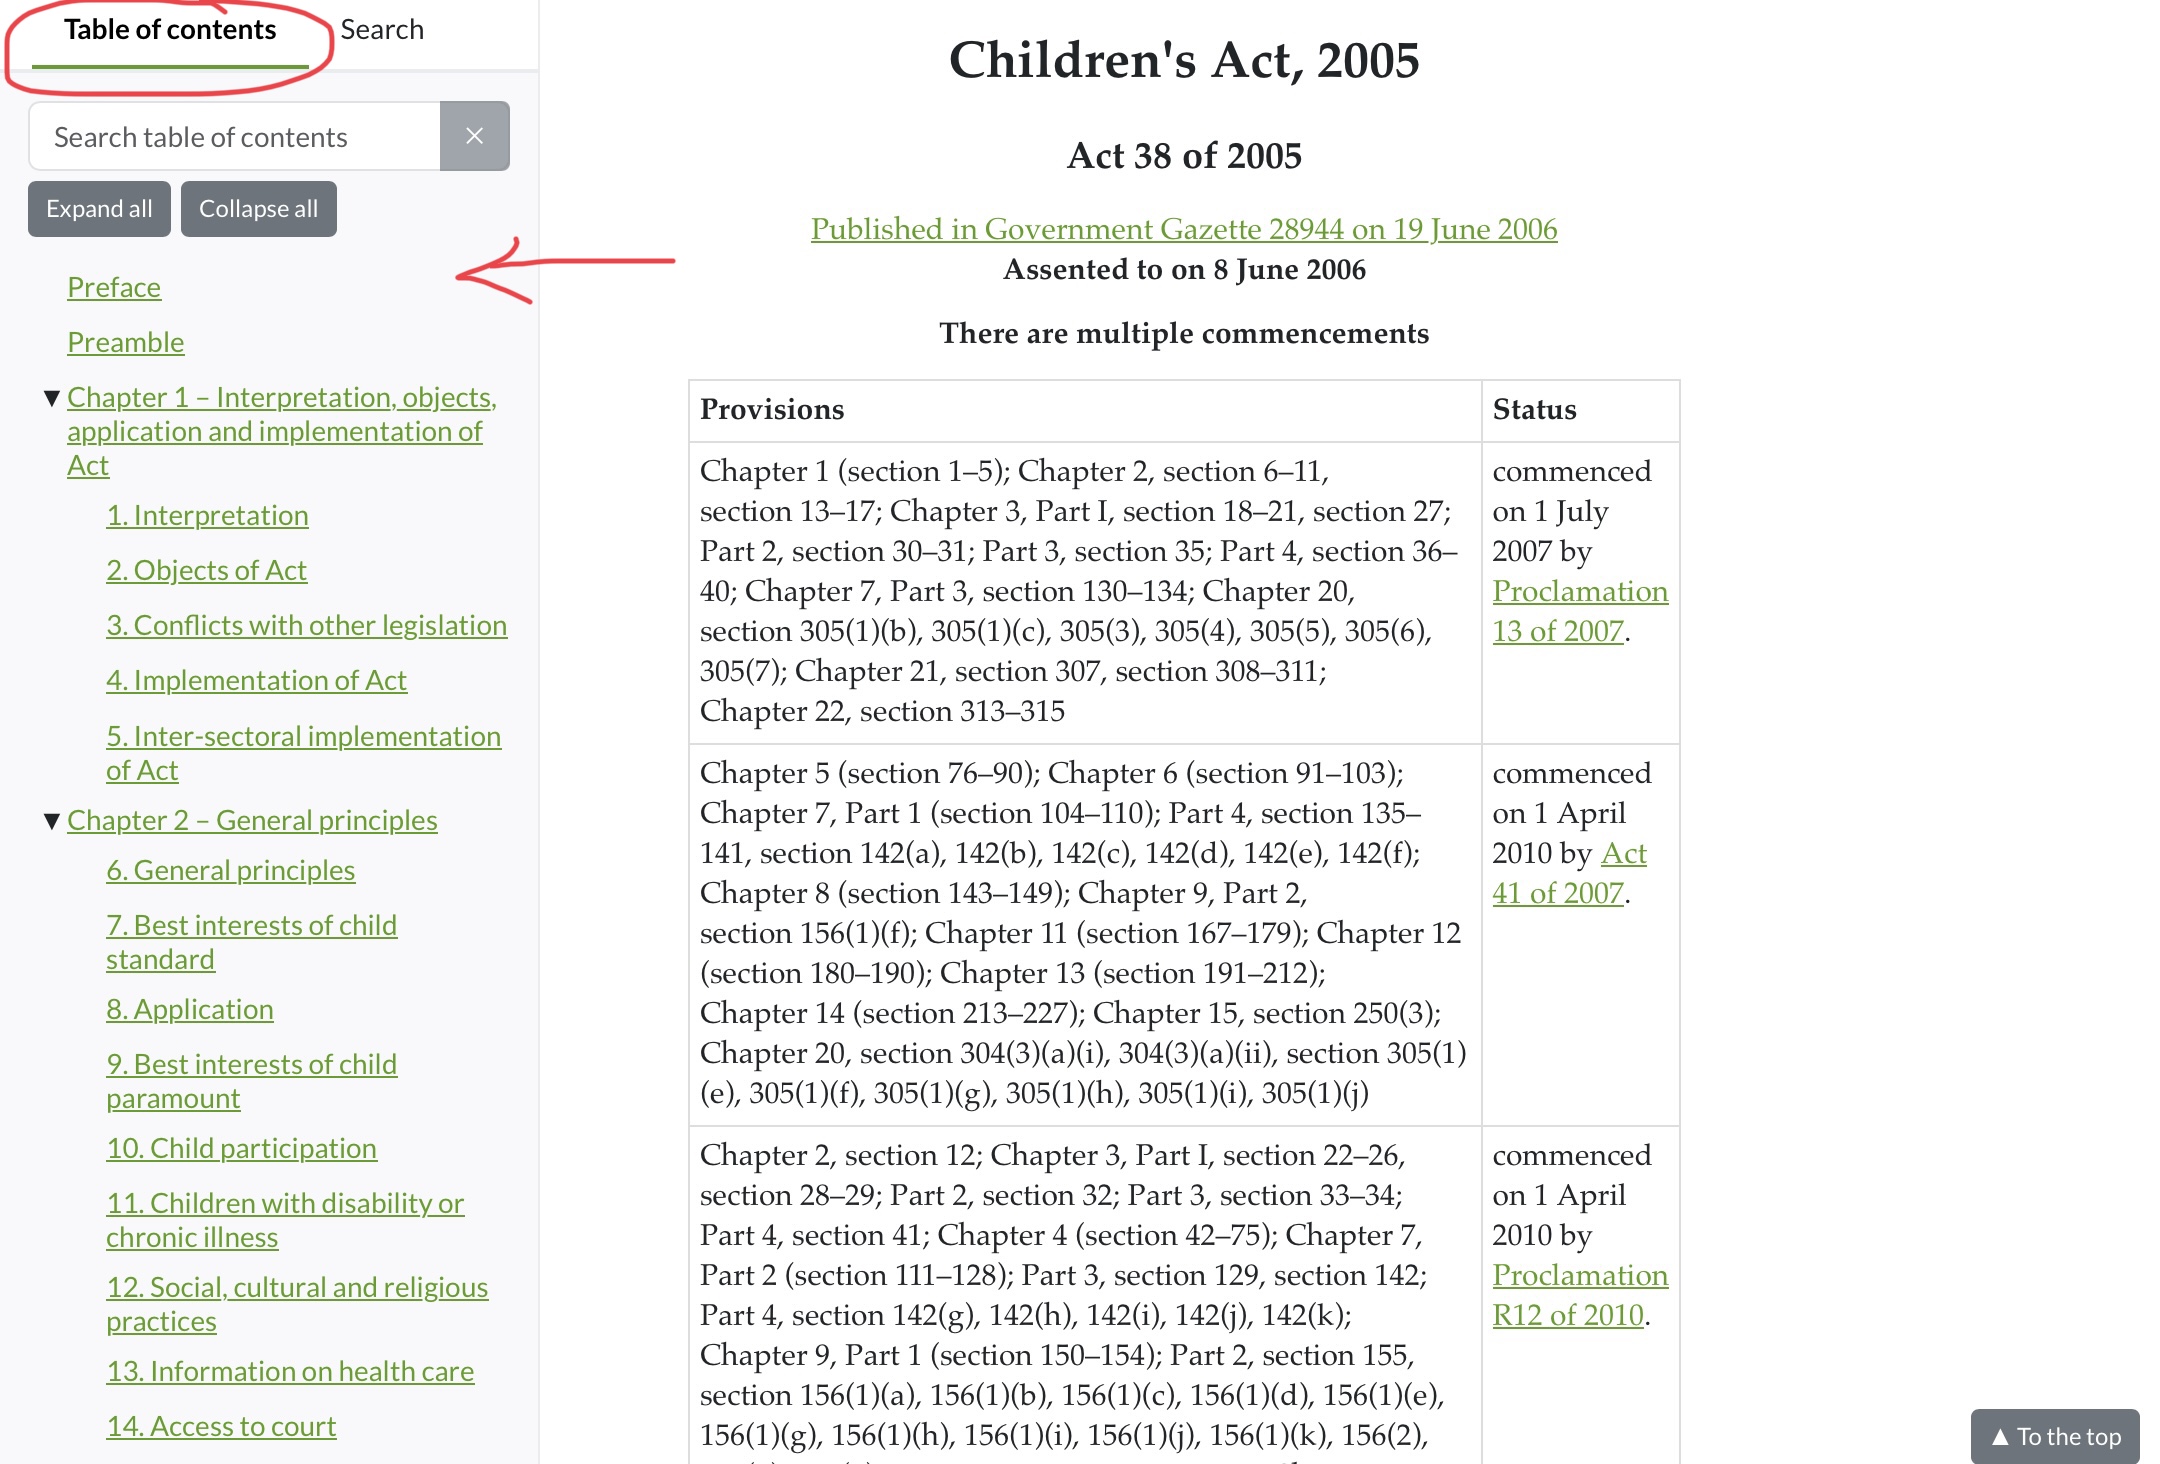 Table of contents
Search
Search table of contents
×
Expand all
Collapse all
Preface
Preamble
▼ Chapter 1 – Interpretation, objects,
application and implementation of
Act
1. Interpretation
2. Objects of Act
3. Conflicts with other legislation
4. Implementation of Act
5. Inter-sectoral implementation
of Act
▼ Chapter 2 – General principles
6. General principles
7. Best interests of child
standard
8. Application
9. Best interests of child
paramount
10. Child participation
11. Children with disability or
chronic illness
12. Social, cultural and religious
practices
13. Information on health care
14. Access to court
Children's Act, 2005
Act 38 of 2005
Published in Government Gazette 28944 on 19 June 2006
Assented to on 8 June 2006
There are multiple commencements
Provisions
Status
Chapter 1 (section 1–5); Chapter 2, section 6–11,
section 13–17; Chapter 3, Part I, section 18–21, section 27;
Part 2, section 30–31; Part 3, section 35; Part 4, section 36–
40; Chapter 7, Part 3, section 130–134; Chapter 20,
section 305(1)(b), 305(1)(c), 305(3), 305(4), 305(5), 305(6),
305(7); Chapter 21, section 307, section 308–311;
Chapter 22, section 313–315
commenced
on 1 July
2007 by
Proclamation
13 of 2007.
Chapter 5 (section 76–90); Chapter 6 (section 91–103);
Chapter 7, Part 1 (section 104–110); Part 4, section 135–
141, section 142(a), 142(b), 142(c), 142(d), 142(e), 142(f);
Chapter 8 (section 143–149); Chapter 9, Part 2,
section 156(1)(f); Chapter 11 (section 167–179); Chapter 12
(section 180–190); Chapter 13 (section 191–212);
Chapter 14 (section 213–227); Chapter 15, section 250(3);
Chapter 20, section 304(3)(a)(i), 304(3)(a)(ii), section 305(1)
(e), 305(1)(f), 305(1)(g), 305(1)(h), 305(1)(i), 305(1)(j)
commenced
on 1 April
2010 by Act
41 of 2007.
Chapter 2, section 12; Chapter 3, Part I, section 22–26,
section 28–29; Part 2, section 32; Part 3, section 33–34;
Part 4, section 41; Chapter 4 (section 42–75); Chapter 7,
Part 2 (section 111–128); Part 3, section 129, section 142;
Part 4, section 142(g), 142(h), 142(i), 142(j), 142(k);
Chapter 9, Part 1 (section 150–154); Part 2, section 155,
section 156(1)(a), 156(1)(b), 156(1)(c), 156(1)(d), 156(1)(e),
156(1)(g), 156(1)(h), 156(1)(i), 156(1)(j), 156(1)(k), 156(2),
commenced
on 1 April
2010 by
Proclamation
R12 of 2010.
▲ To the top